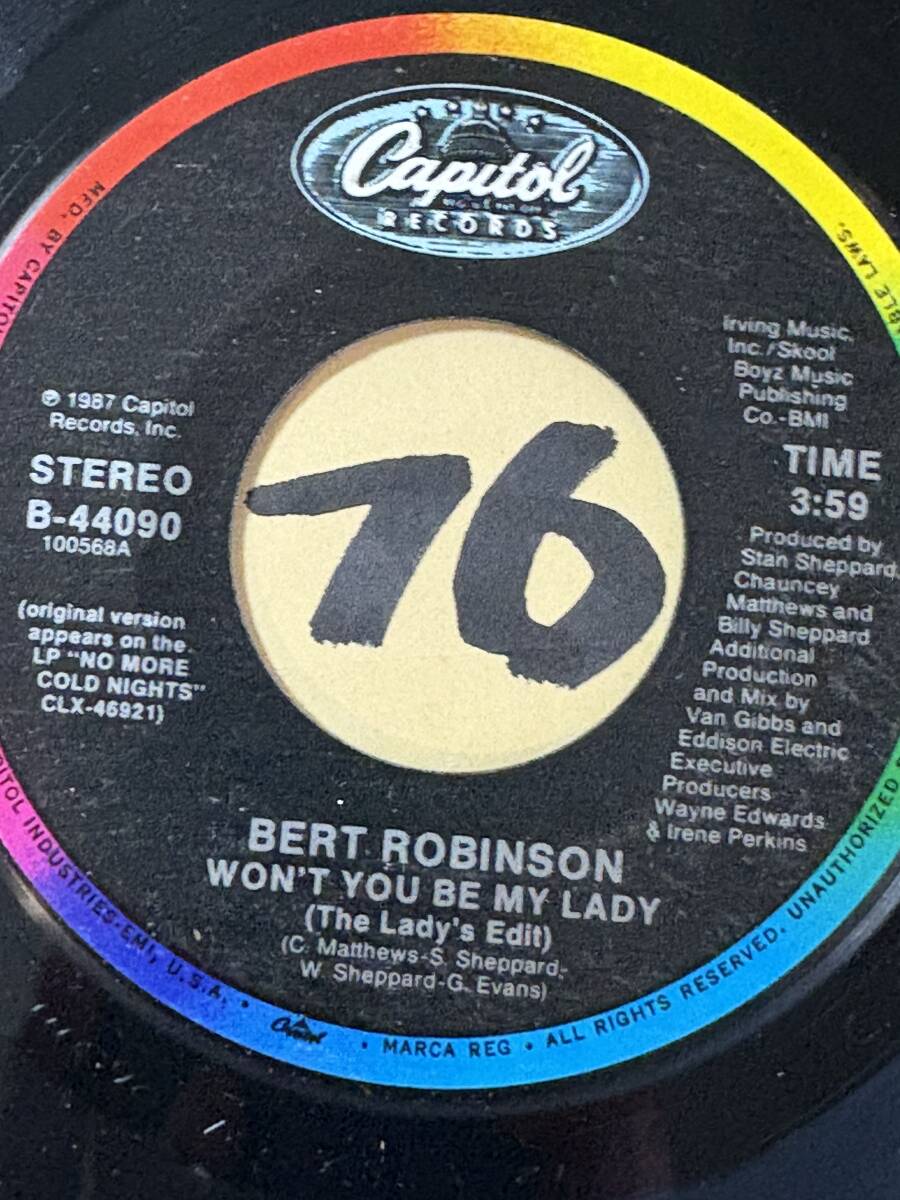 Capitol
RECORDS
MFD. BY CAPITOL
ABLE LAWS.
℗ 1987 Capitol
Records, Inc.
STEREO
B-44090
100568A
(original version
appears on the
LP "NO MORE
COLD NIGHTS"
CLX-46921)
76
Irving Music,
Inc./Skool
Boyz Music
Publishing
Co.-BMI
TIME
3:59
Produced by
Stan Sheppard,
Chauncey
Matthews and
Billy Sheppard
Additional
Production
and Mix by
Van Gibbs and
Eddison Electric
Executive
Producers
Wayne Edwards
& Irene Perkins
BERT ROBINSON
WON'T YOU BE MY LADY
(The Lady's Edit)
(C. Matthews-S. Sheppard-
W. Sheppard-G. Evans)
PITOL INDUSTRIES-EMI, U.S.A. • Capitol • MARCA REG • ALL RIGHTS RESERVED. UNAUTHORIZED